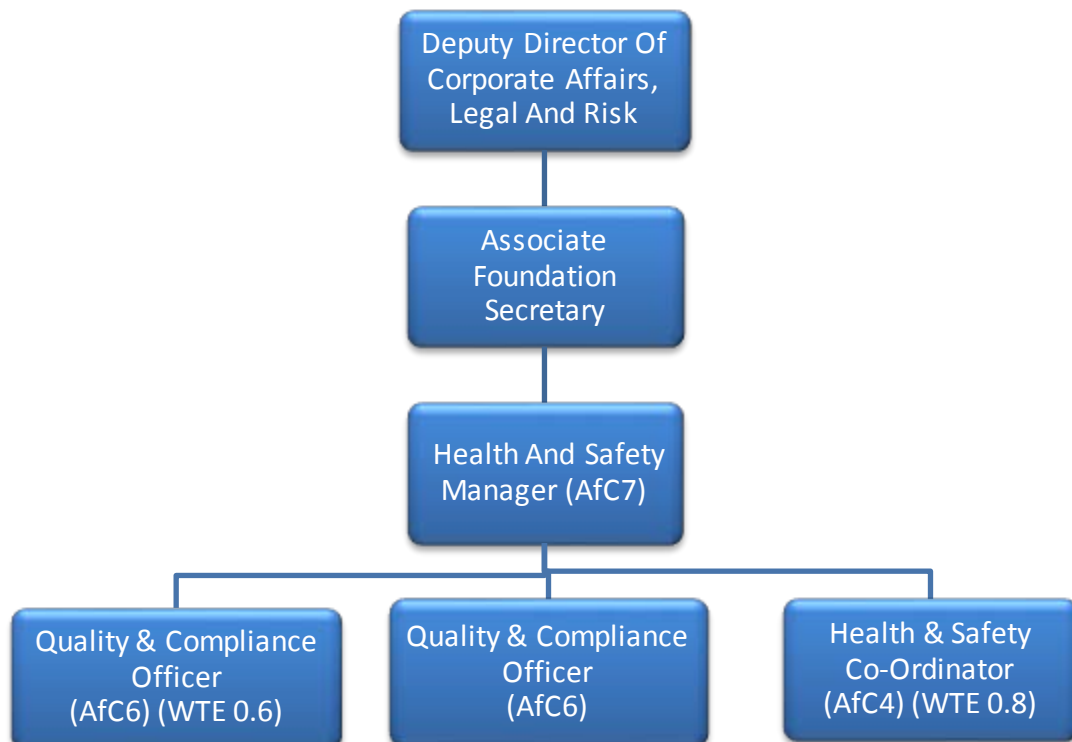 Deputy Director Of
Corporate Affairs,
Legal And Risk
Associate
Foundation
Secretary
Health And Safety
Manager (AfC7)
Quality & Compliance
Officer
(AfC6) (WTE 0.6)
Quality & Compliance
Officer
(AfC6)
Health & Safety
Co-Ordinator
(AfC4) (WTE 0.8)